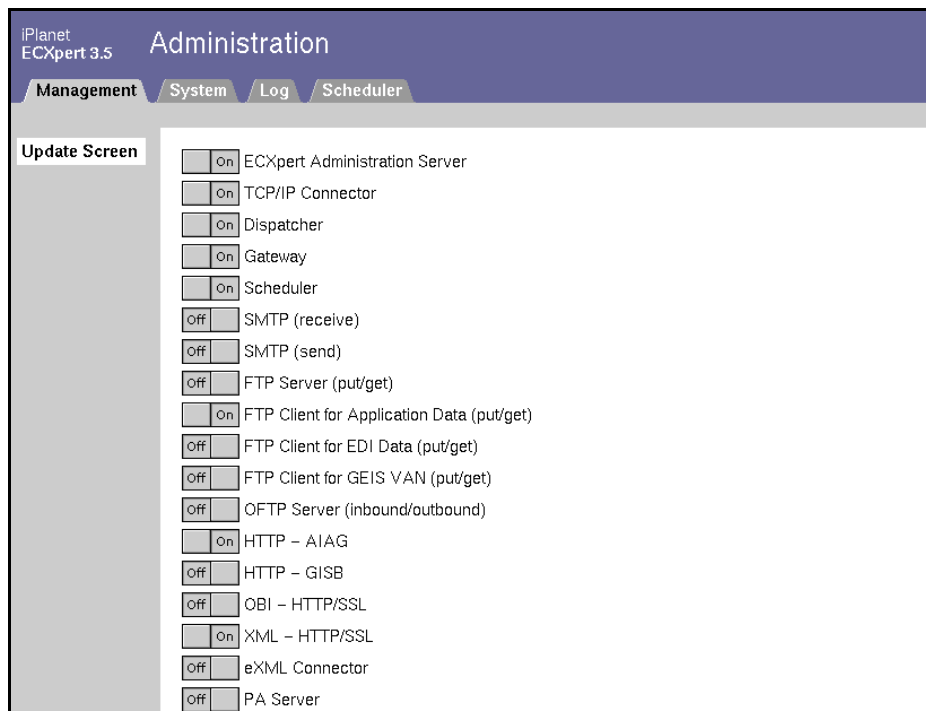 iPlanet
ECXpert 3.5
Administration
Management System Log Scheduler
Update Screen
On ECXpert Administration Server
On TCP/IP Connector
On Dispatcher
On Gateway
On Scheduler
Off SMTP (receive)
Off SMTP (send)
Off FTP Server (put/get)
On FTP Client for Application Data (put/get)
Off FTP Client for EDI Data (put/get)
Off FTP Client for GEIS VAN (put/get)
Off OFTP Server (inbound/outbound)
On HTTP – AIAG
Off HTTP – GISB
Off OBI – HTTP/SSL
On XML – HTTP/SSL
Off eXML Connector
Off PA Server